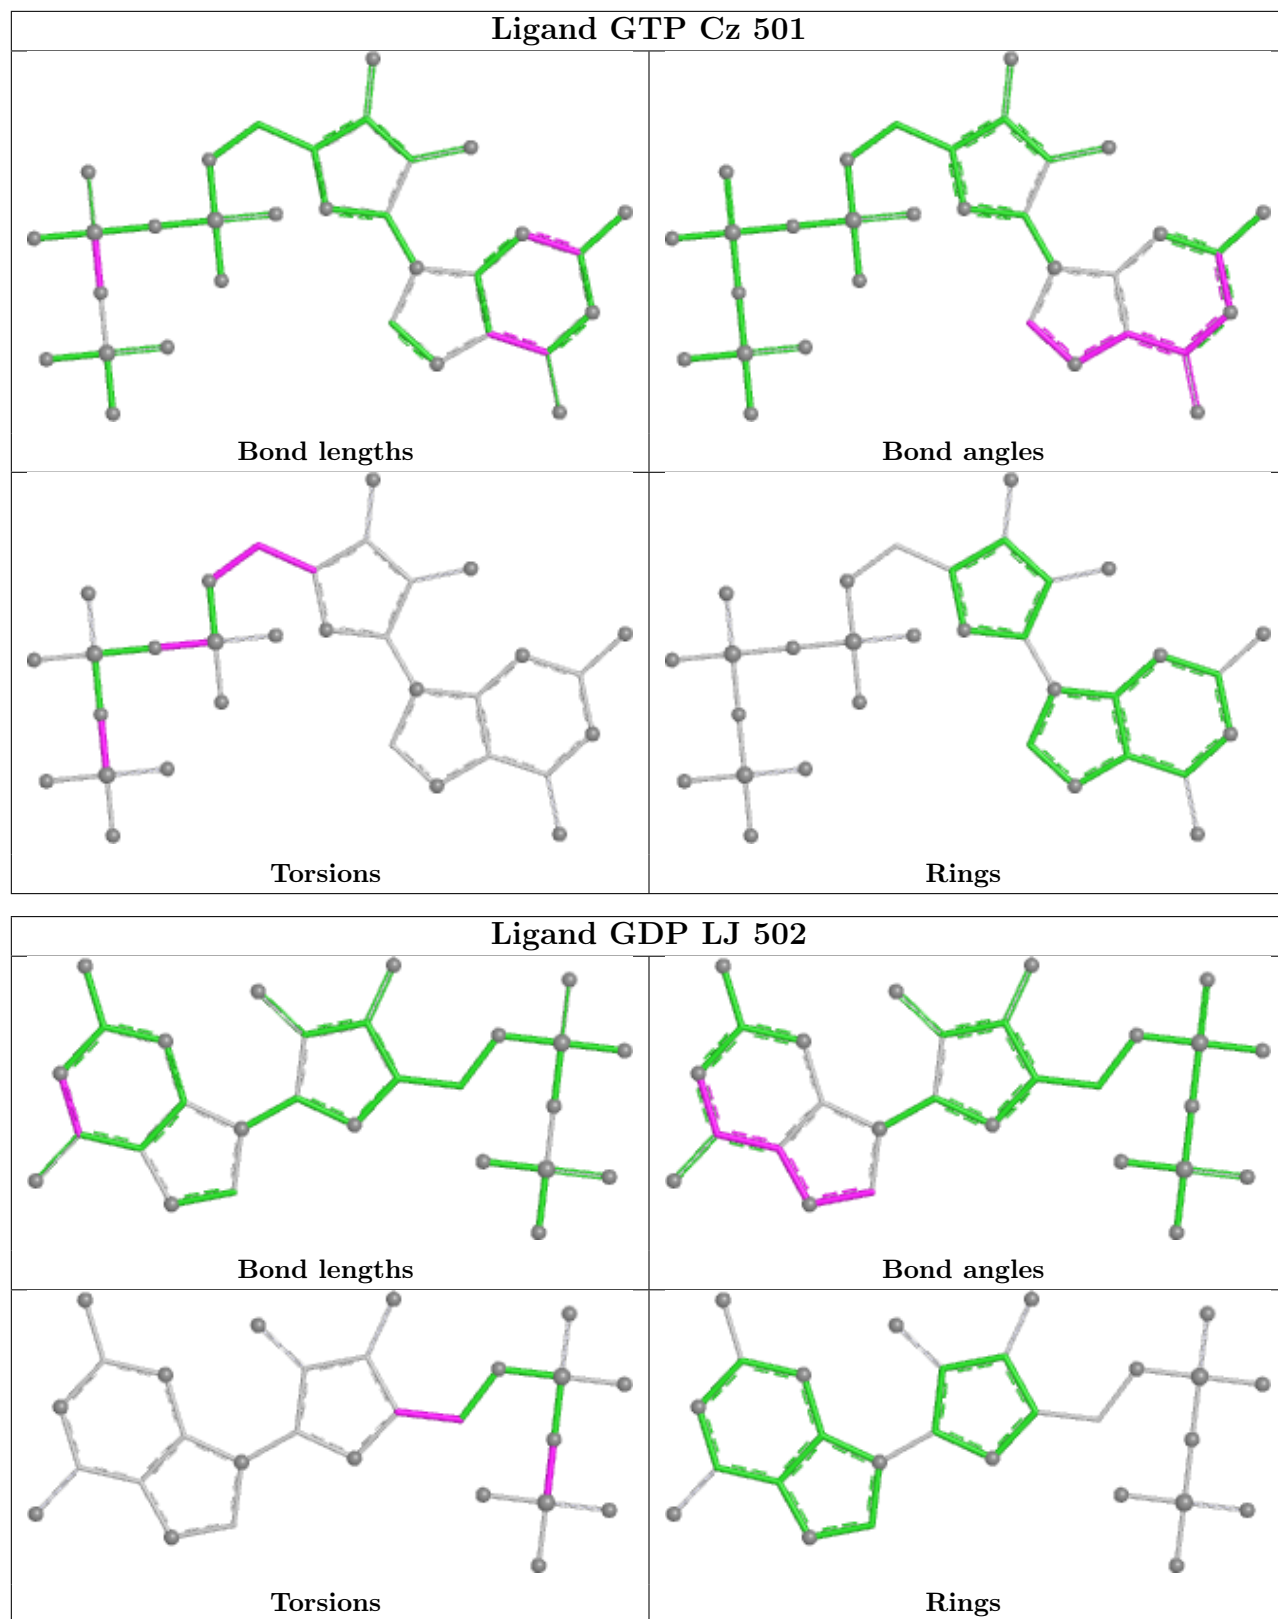 Ligand GTP Cz 501
Bond lengths
Bond angles
Torsions
Rings
Ligand GDP LJ 502
Bond lengths
Bond angles
Torsions
Rings